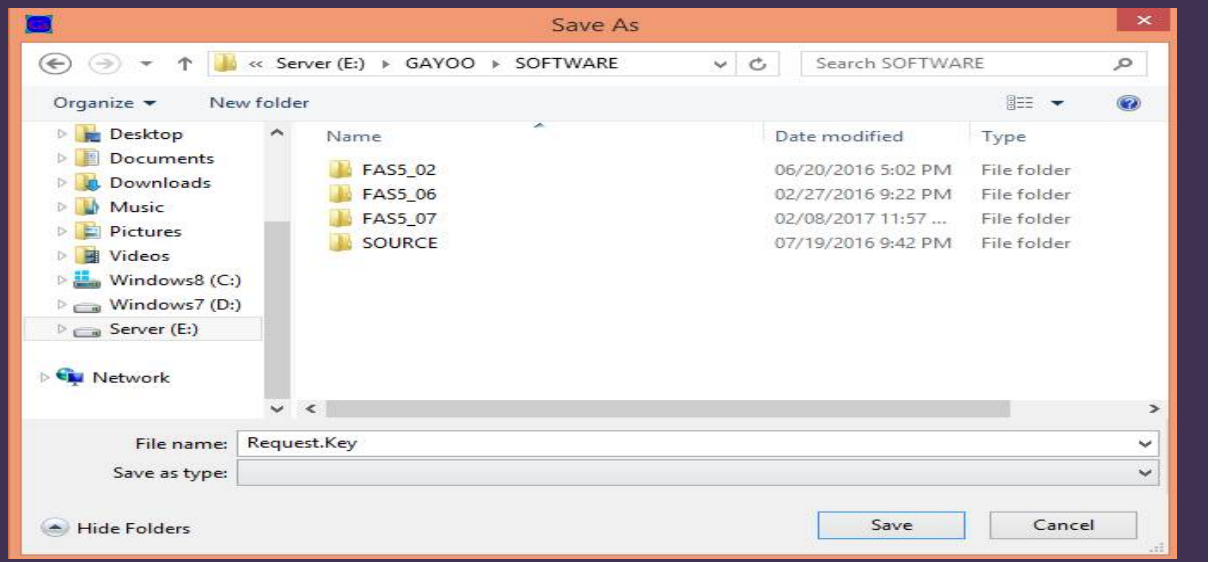 Save As
« Server (E:) ▸ GAYOO ▸ SOFTWARE
Search SOFTWARE
Organize
New folder
Desktop
Documents
Downloads
Music
Pictures
Videos
Windows8 (C:)
Windows7 (D:)
Server (E:)
Network
Name Date modified Type
FAS5_02 06/20/2016 5:02 PM File folder
FAS5_06 02/27/2016 9:22 PM File folder
FAS5_07 02/08/2017 11:57 ... File folder
SOURCE 07/19/2016 9:42 PM File folder
File name: Request.Key
Save as type:
Hide Folders
Save
Cancel